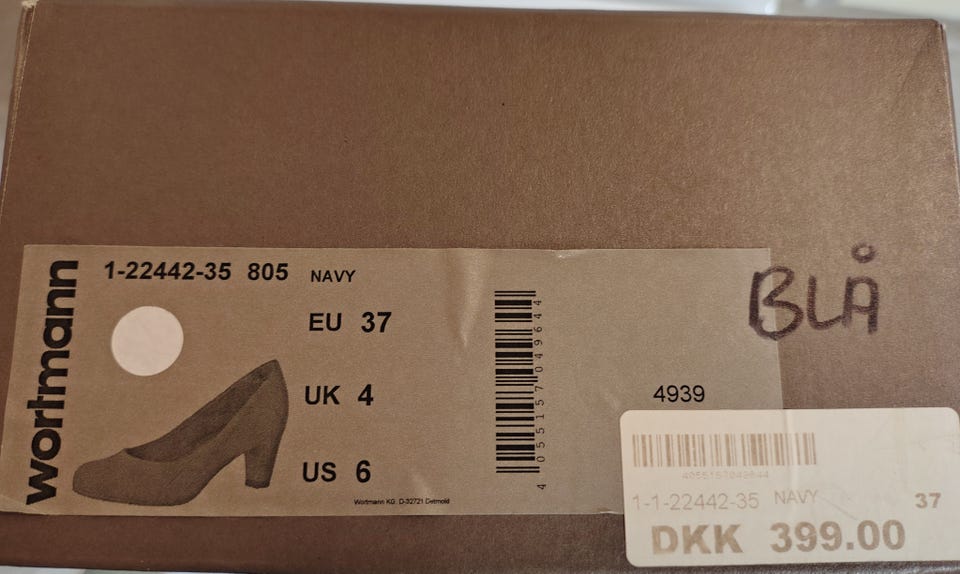 wortmann
1-22442-35 805 NAVY
EU 37
UK 4
US 6
Wortmann KG D-32721 Detmold
4 055157 049644
4939
BLÅ
4055157049644
1-1-22442-35 NAVY 37
DKK 399.00